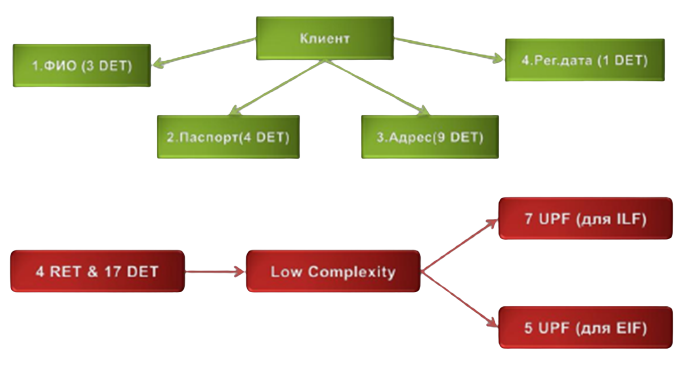 Клиент
1.ФИО (3 DET)
4.Рег.дата (1 DET)
2.Паспорт(4 DET)
3.Адрес(9 DET)
7 UPF (для ILF)
4 RET & 17 DET
Low Complexity
5 UPF (для EIF)